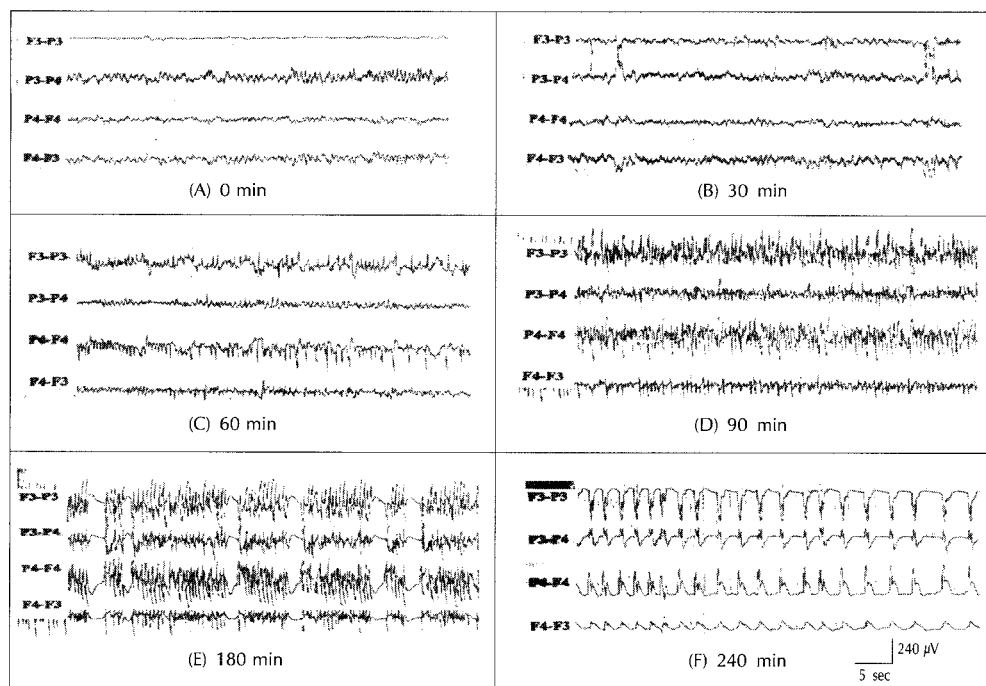 F3-P3
P3-P4
P4-F4
F4-F3
(A) 0 min
F3-P3
P3-P4
P4-F4
F4-F3
(B) 30 min
F3-P3
P3-P4
P4-F4
F4-F3
(C) 60 min
F3-P3
P3-P4
P4-F4
F4-F3
(D) 90 min
F3-P3
P3-P4
P4-F4
F4-F3
(E) 180 min
F3-P3
P3-P4
P4-F4
F4-F3
(F) 240 min
240 μV
5 sec